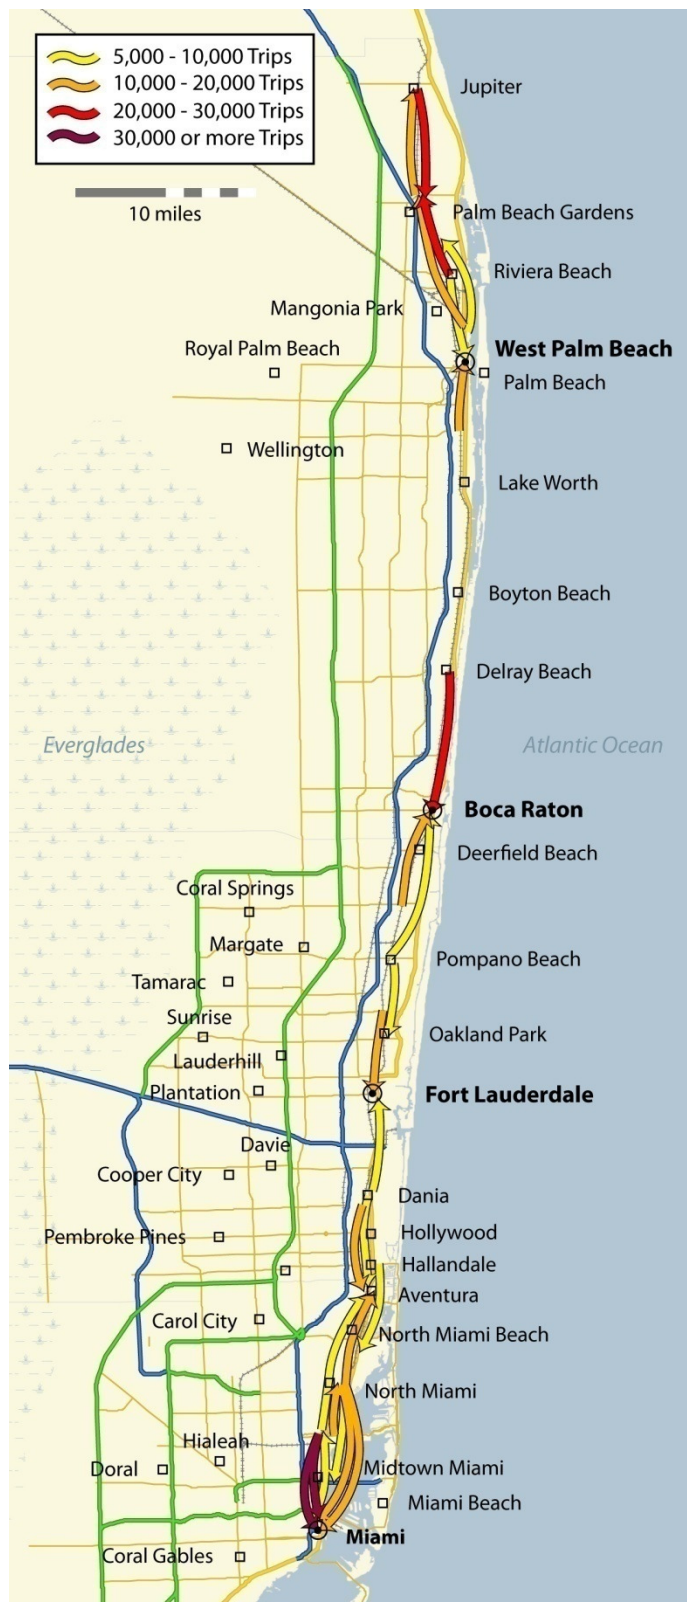 5,000 - 10,000 Trips
10,000 - 20,000 Trips
20,000 - 30,000 Trips
30,000 or more Trips
10 miles
Jupiter
Palm Beach Gardens
Riviera Beach
Mangonia Park
West Palm Beach
Royal Palm Beach
Palm Beach
Wellington
Lake Worth
Boyton Beach
Delray Beach
Everglades
Atlantic Ocean
Boca Raton
Deerfield Beach
Coral Springs
Margate
Pompano Beach
Tamarac
Sunrise
Oakland Park
Lauderhill
Plantation
Fort Lauderdale
Davie
Cooper City
Dania
Hollywood
Pembroke Pines
Hallandale
Aventura
Carol City
North Miami Beach
North Miami
Hialeah
Doral
Midtown Miami
Miami Beach
Miami
Coral Gables